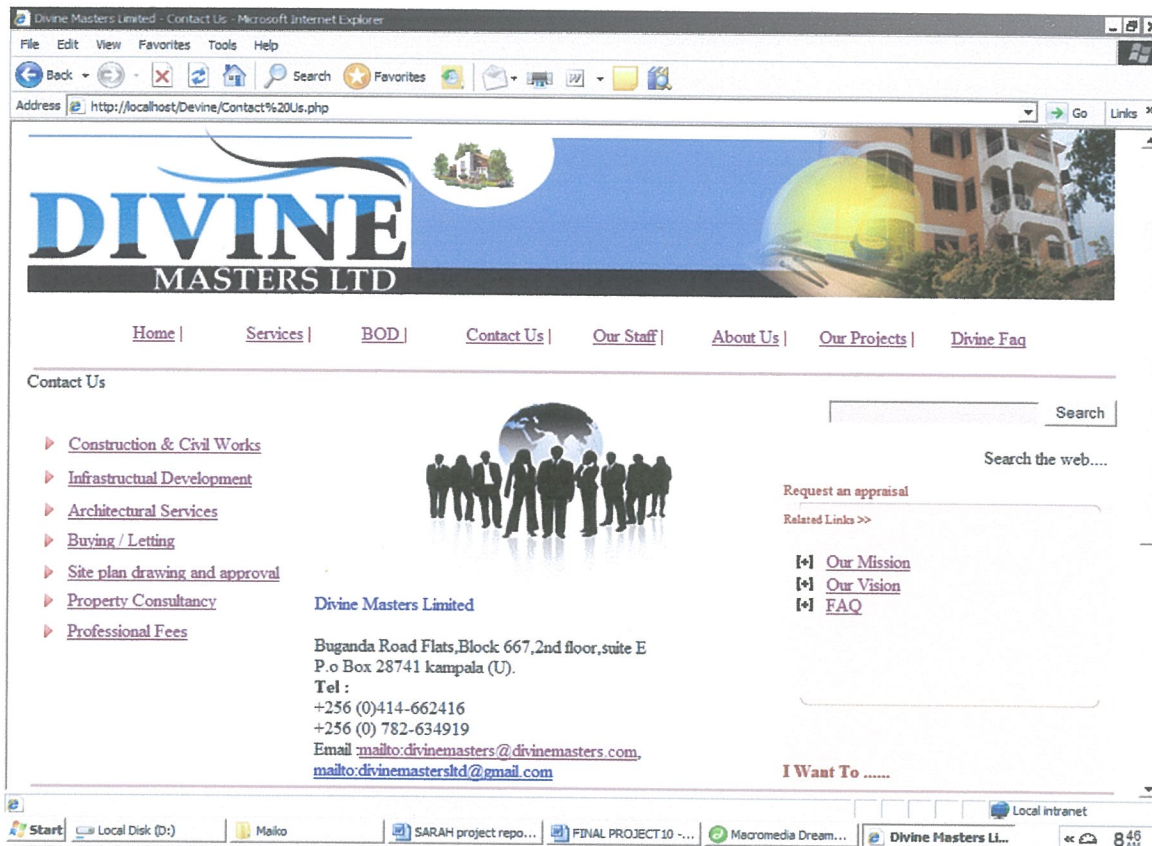 Divine Masters Limited - Contact Us - Microsoft Internet Explorer
File Edit View Favorites Tools Help
Back Search Favorites
Address http://localhost/Devine/Contact%20Us.php Go Links »
DIVINE
MASTERS LTD
Home | Services | BOD | Contact Us | Our Staff | About Us | Our Projects | Divine Faq
Contact Us
Search
Search the web....
Construction & Civil Works
Infrastructual Development
Architectural Services
Buying / Letting
Site plan drawing and approval
Property Consultancy
Professional Fees
Divine Masters Limited
Buganda Road Flats,Block 667,2nd floor,suite E
P.o Box 28741 kampala (U).
Tel :
+256 (0)414-662416
+256 (0) 782-634919
Email :mailto:divinemasters@divinemasters.com,
mailto:divinemastersltd@gmail.com
Request an appraisal
Related Links >>
[+] Our Mission
[+] Our Vision
[+] FAQ
I Want To ......
Local intranet
Start Local Disk (D:) Maiko SARAH project repo... FINAL PROJECT10 -... Macromedia Dream... Divine Masters Li... « 8:46 AM